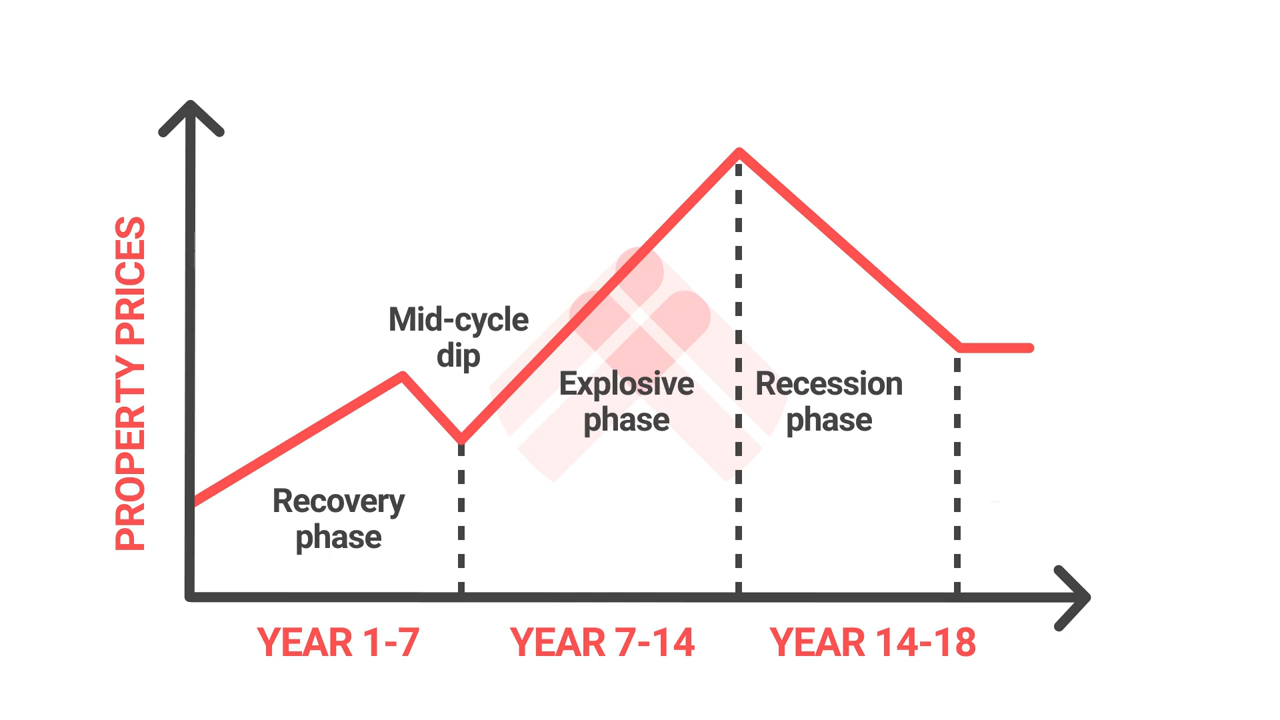 PROPERTY PRICES
Mid-cycle
dip
Explosive
phase
Recession
phase
Recovery
phase
YEAR 1-7
YEAR 7-14
YEAR 14-18